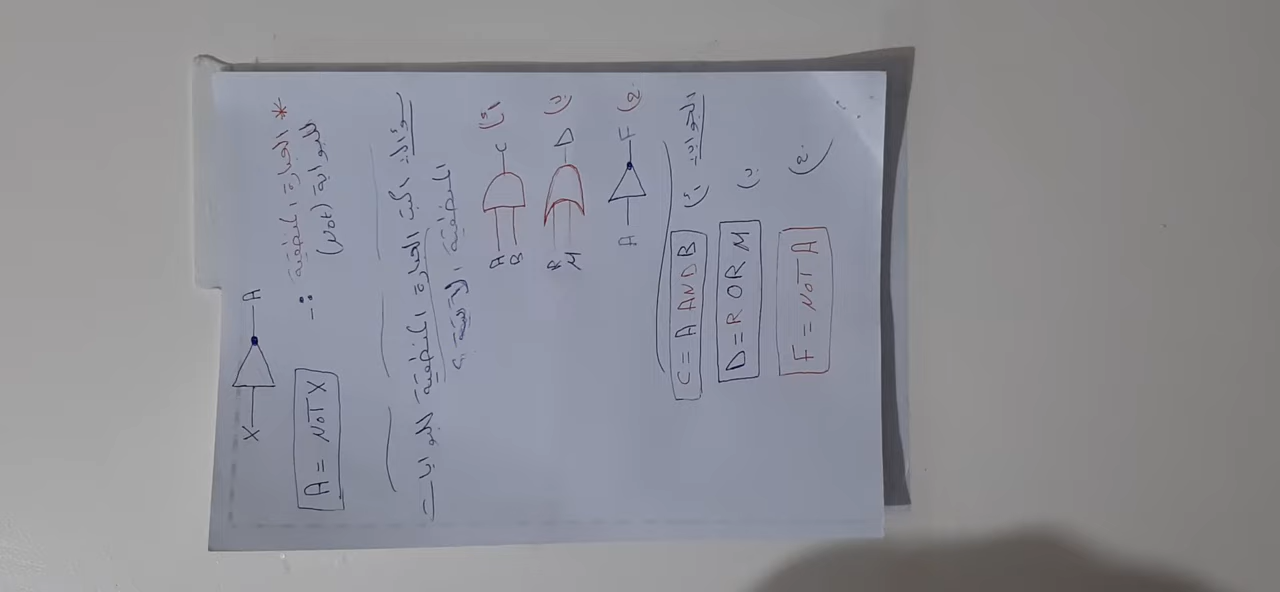 * العبارة المنطقية
للبوابة (NOT) :-
X A
A = NOT X
سؤال: اكتب العبارة المنطقية للبوابات
المنطقية الآتية ؟
أ) A B C
ب) R M D
ج) A F
الجواب:
أ) C = A AND B
ب) D = R OR M
ج) F = NOT A